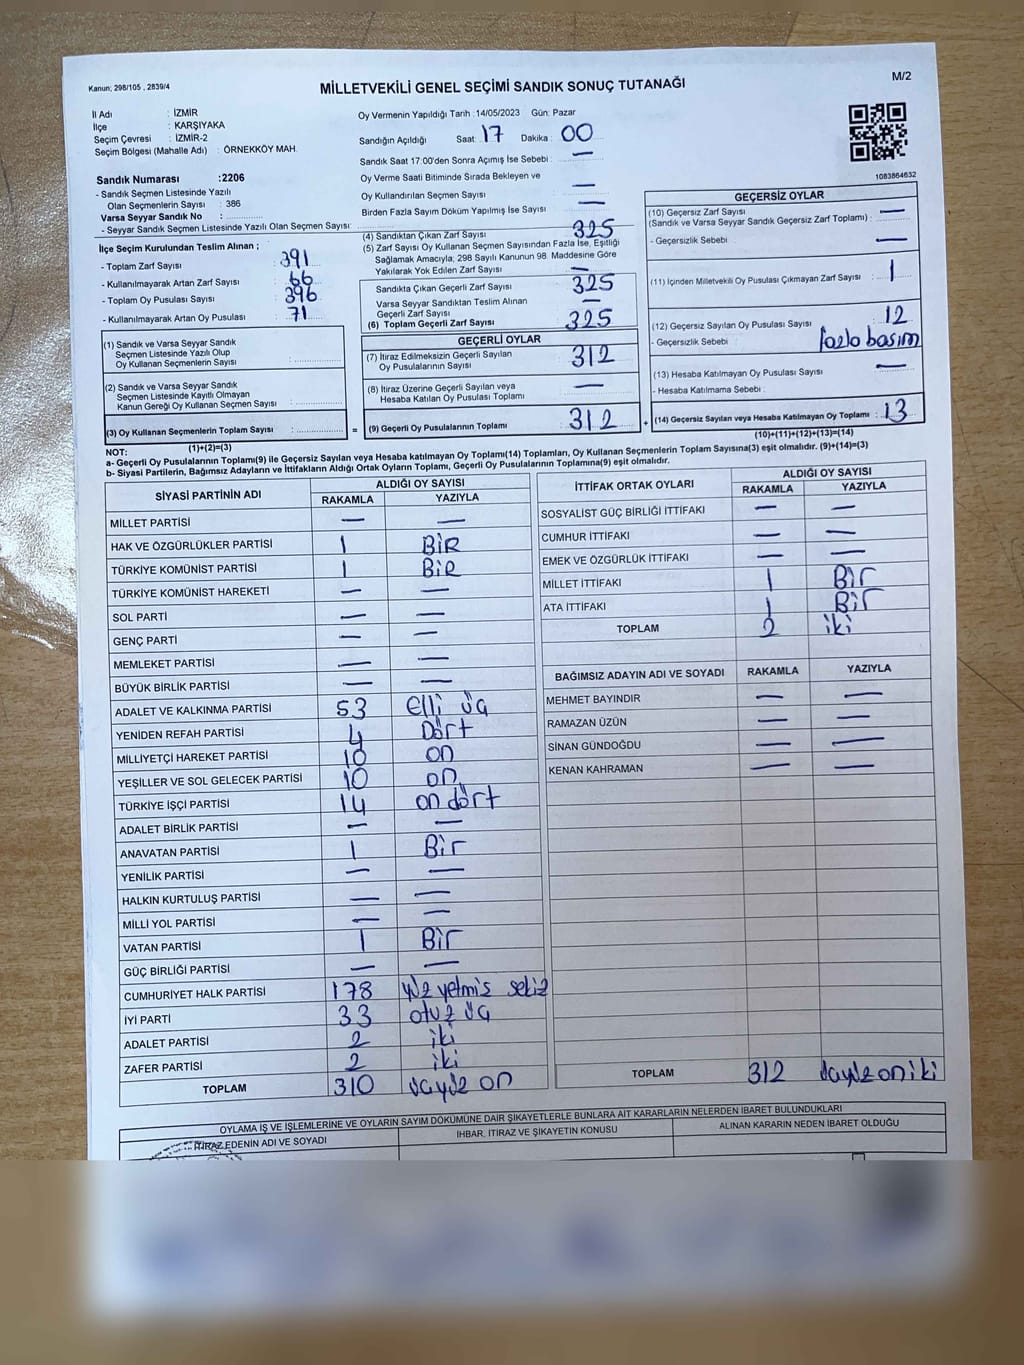 Kanun; 298/105 , 2839/4
MİLLETVEKİLİ GENEL SEÇİMİ SANDIK SONUÇ TUTANAĞI
M/2
İl Adı : İZMİR
İlçe : KARŞIYAKA
Seçim Çevresi : İZMİR-2
Seçim Bölgesi (Mahalle Adı) : ÖRNEKKÖY MAH.
Oy Vermenin Yapıldığı Tarih :14/05/2023 Gün: Pazar
Sandığın Açıldığı Saat: 17 Dakika: 00
Sandık Saat 17:00'den Sonra Açımış İse Sebebi : —
Oy Verme Saati Bitiminde Sırada Bekleyen ve
Oy Kullandırılan Seçmen Sayısı —
Birden Fazla Sayım Döküm Yapılmış İse Sayısı —
Sandık Numarası :2206
- Sandık Seçmen Listesinde Yazılı
Olan Seçmenlerin Sayısı : 386
Varsa Seyyar Sandık No :
- Seyyar Sandık Seçmen Listesinde Yazılı Olan Seçmen Sayısı:
İlçe Seçim Kurulundan Teslim Alınan ;
- Toplam Zarf Sayısı 391
- Kullanılmayarak Artan Zarf Sayısı : 66
- Toplam Oy Pusulası Sayısı : 396
- Kullanılmayarak Artan Oy Pusulası : 71
(1) Sandık ve Varsa Seyyar Sandık
Seçmen Listesinde Yazılı Olup
Oy Kullanan Seçmenlerin Sayısı :
(2) Sandık ve Varsa Seyyar Sandık
Seçmen Listesinde Kayıtlı Olmayan
Kanun Gereği Oy Kullanan Seçmen Sayısı :
(3) Oy Kullanan Seçmenlerin Toplam Sayısı :
(1)+(2)=(3)
(4) Sandıktan Çıkan Zarf Sayısı 325
(5) Zarf Sayısı Oy Kullanan Seçmen Sayısından Fazla İse, Eşitliği
Sağlamak Amacıyla; 298 Sayılı Kanunun 98. Maddesine Göre
Yakılarak Yok Edilen Zarf Sayısı —
Sandıkta Çıkan Geçerli Zarf Sayısı 325
Varsa Seyyar Sandıktan Teslim Alınan
Geçerli Zarf Sayısı —
(6) Toplam Geçerli Zarf Sayısı 325
GEÇERLİ OYLAR
(7) İtiraz Edilmeksizin Geçerli Sayılan
Oy Pusulalarının Sayısı 312
(8) İtiraz Üzerine Geçerli Sayılan veya
Hesaba Katılan Oy Pusulası Toplamı —
= (9) Geçerli Oy Pusulalarının Toplamı : 312 +
1083864632
GEÇERSİZ OYLAR
(10) Geçersiz Zarf Sayısı
(Sandık ve Varsa Seyyar Sandık Geçersiz Zarf Toplamı) : —
- Geçersizlik Sebebi : —
(11) İçinden Milletvekili Oy Pusulası Çıkmayan Zarf Sayısı : 1
(12) Geçersiz Sayılan Oy Pusulası Sayısı : 12
- Geçersizlik Sebebi : fazla basım
(13) Hesaba Katılmayan Oy Pusulası Sayısı : —
- Hesaba Katılmama Sebebi :
(14) Geçersiz Sayılan veya Hesaba Katılmayan Oy Toplamı : 13
(10)+(11)+(12)+(13)=(14)
NOT:
a- Geçerli Oy Pusulalarının Toplamı(9) ile Geçersiz Sayılan veya Hesaba katılmayan oy Toplamı(14) Toplamları, Oy Kullanan Seçmenlerin Toplam Sayısına(3) eşit olmalıdır. (9)+(14)=(3)
b- Siyasi Partilerin, Bağımsız Adayların ve İttifakların Aldığı Ortak Oyların Toplamı, Geçerli Oy Pusulalarının Toplamına(9) eşit olmalıdır.
SİYASİ PARTİNİN ADI ALDIĞI OY SAYISI
RAKAMLA YAZIYLA
MİLLET PARTİSİ — —
HAK VE ÖZGÜRLÜKLER PARTİSİ 1 BİR
TÜRKİYE KOMÜNİST PARTİSİ 1 BİR
TÜRKİYE KOMÜNİST HAREKETİ — —
SOL PARTİ — —
GENÇ PARTİ — —
MEMLEKET PARTİSİ — —
BÜYÜK BİRLİK PARTİSİ — —
ADALET VE KALKINMA PARTİSİ 53 elli üç
YENİDEN REFAH PARTİSİ 4 Dört
MİLLİYETÇİ HAREKET PARTİSİ 10 on
YEŞİLLER VE SOL GELECEK PARTİSİ 10 on
TÜRKİYE İŞÇİ PARTİSİ 14 on dört
ADALET BİRLİK PARTİSİ — —
ANAVATAN PARTİSİ 1 Bir
YENİLİK PARTİSİ — —
HALKIN KURTULUŞ PARTİSİ — —
MİLLİ YOL PARTİSİ — —
VATAN PARTİSİ 1 Bir
GÜÇ BİRLİĞİ PARTİSİ — —
CUMHURİYET HALK PARTİSİ 178 yüz yetmiş sekiz
İYİ PARTİ 33 otuz üç
ADALET PARTİSİ 2 iki
ZAFER PARTİSİ 2 iki
TOPLAM 310 üçyüz on
İTTİFAK ORTAK OYLARI ALDIĞI OY SAYISI
RAKAMLA YAZIYLA
SOSYALİST GÜÇ BİRLİĞİ İTTİFAKI — —
CUMHUR İTTİFAKI — —
EMEK VE ÖZGÜRLÜK İTTİFAKI — —
MİLLET İTTİFAKI 1 Bir
ATA İTTİFAKI 1 Bir
TOPLAM 2 iki
BAĞIMSIZ ADAYIN ADI VE SOYADI RAKAMLA YAZIYLA
MEHMET BAYINDIR — —
RAMAZAN ÜZÜN — —
SİNAN GÜNDOĞDU — —
KENAN KAHRAMAN — —
TOPLAM 312 üçyüz on iki
OYLAMA İŞ VE İŞLEMLERİNE VE OYLARIN SAYIM DÖKÜMÜNE DAİR ŞİKAYETLERLE BUNLARA AİT KARARLARIN NELERDEN İBARET BULUNDUKLARI
İTİRAZ EDENİN ADI VE SOYADI İHBAR, İTİRAZ VE ŞİKAYETİN KONUSU ALINAN KARARIN NEDEN İBARET OLDUĞU